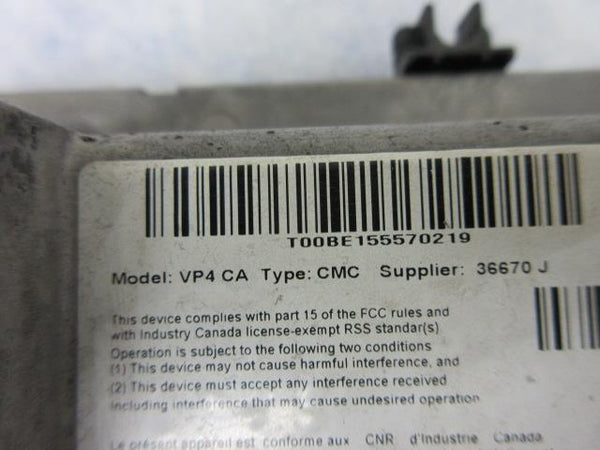 T00BE155570219
Model: VP4 CA Type: CMC Supplier: 36670 J
This device complies with part 15 of the FCC rules and
with Industry Canada license-exempt RSS standar(s)
Operation is subject to the following two conditions
(1) This device may not cause harmful interference, and
(2) This device must accept any interference received
including interference that may cause undesired operation
Le présent appareil est conforme aux CNR d'Industrie Canada